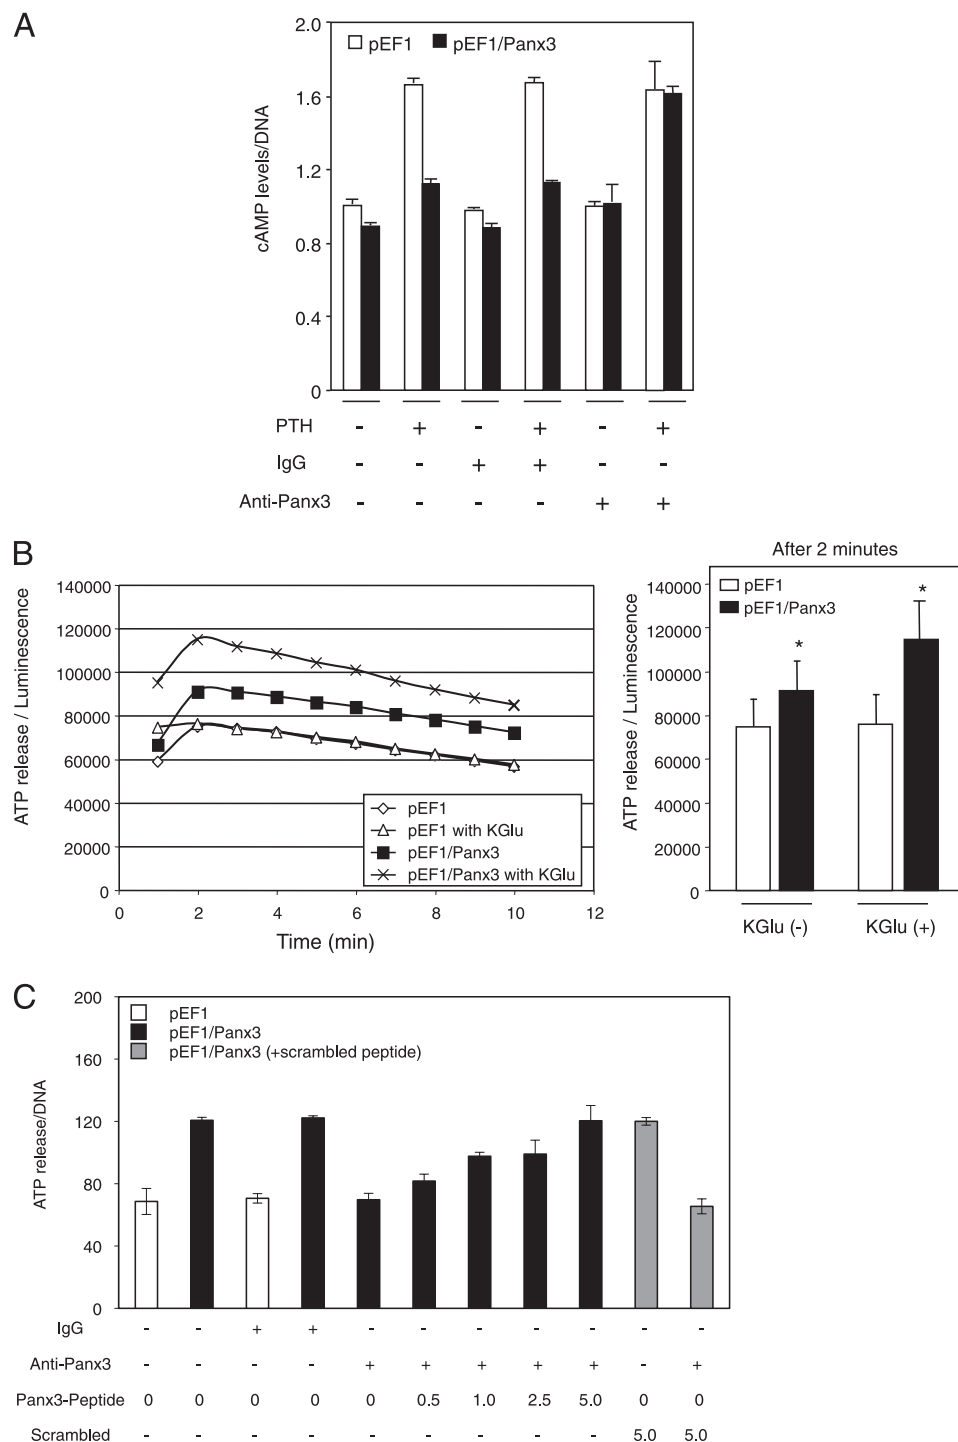 A
2.0
pEF1
pEF1/Panx3
1.6
1.2
0.8
0.4
0
cAMP levels/DNA
PTH - + - + - +
IgG - - + + - -
Anti-Panx3 - - - - + +
B
140000
120000
100000
80000
60000
40000
20000
0
ATP release / Luminescence
pEF1
pEF1 with KGlu
pEF1/Panx3
pEF1/Panx3 with KGlu
0 2 4 6 8 10 12
Time (min)
After 2 minutes
140000
120000
100000
80000
60000
40000
20000
0
ATP release / Luminescence
pEF1
pEF1/Panx3
*
*
KGlu (-) KGlu (+)
C
200
160
120
80
40
0
ATP release/DNA
pEF1
pEF1/Panx3
pEF1/Panx3 (+scrambled peptide)
IgG - - + + - - - - - - -
Anti-Panx3 - - - - + + + + + - +
Panx3-Peptide 0 0 0 0 0 0.5 1.0 2.5 5.0 0 0
Scrambled - - - - - - - - - 5.0 5.0